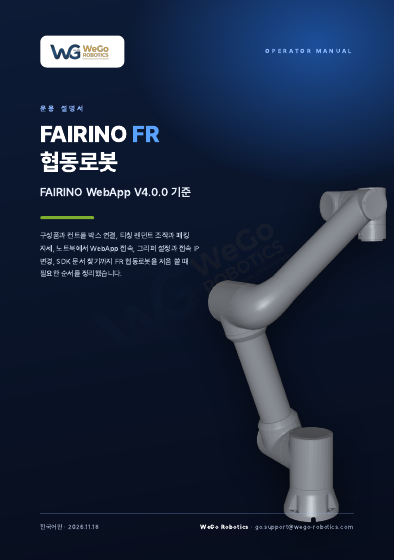 WG WeGo
ROBOTICS
OPERATOR MANUAL
운용 설명서
FAIRINO FR
협동로봇
FAIRINO WebApp V4.0.0 기준
구성품과 컨트롤 박스 연결, 티칭 펜던트 조작과 패킹
자세, 노트북에서 WebApp 접속, 그리퍼 설정과 접속 IP
변경, SDK 문서 찾기까지 FR 협동로봇을 처음 쓸 때
필요한 순서를 정리했습니다.
WeGo
ROBOTICS
한국어판 · 2026.11.18
WeGo Robotics · go.support@wego-robotics.com